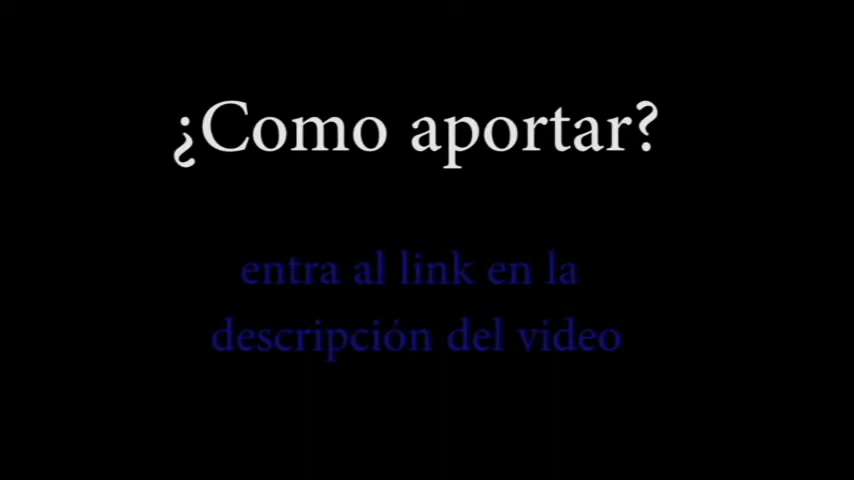 ¿Como aportar?
entra al link en la
descripción del video